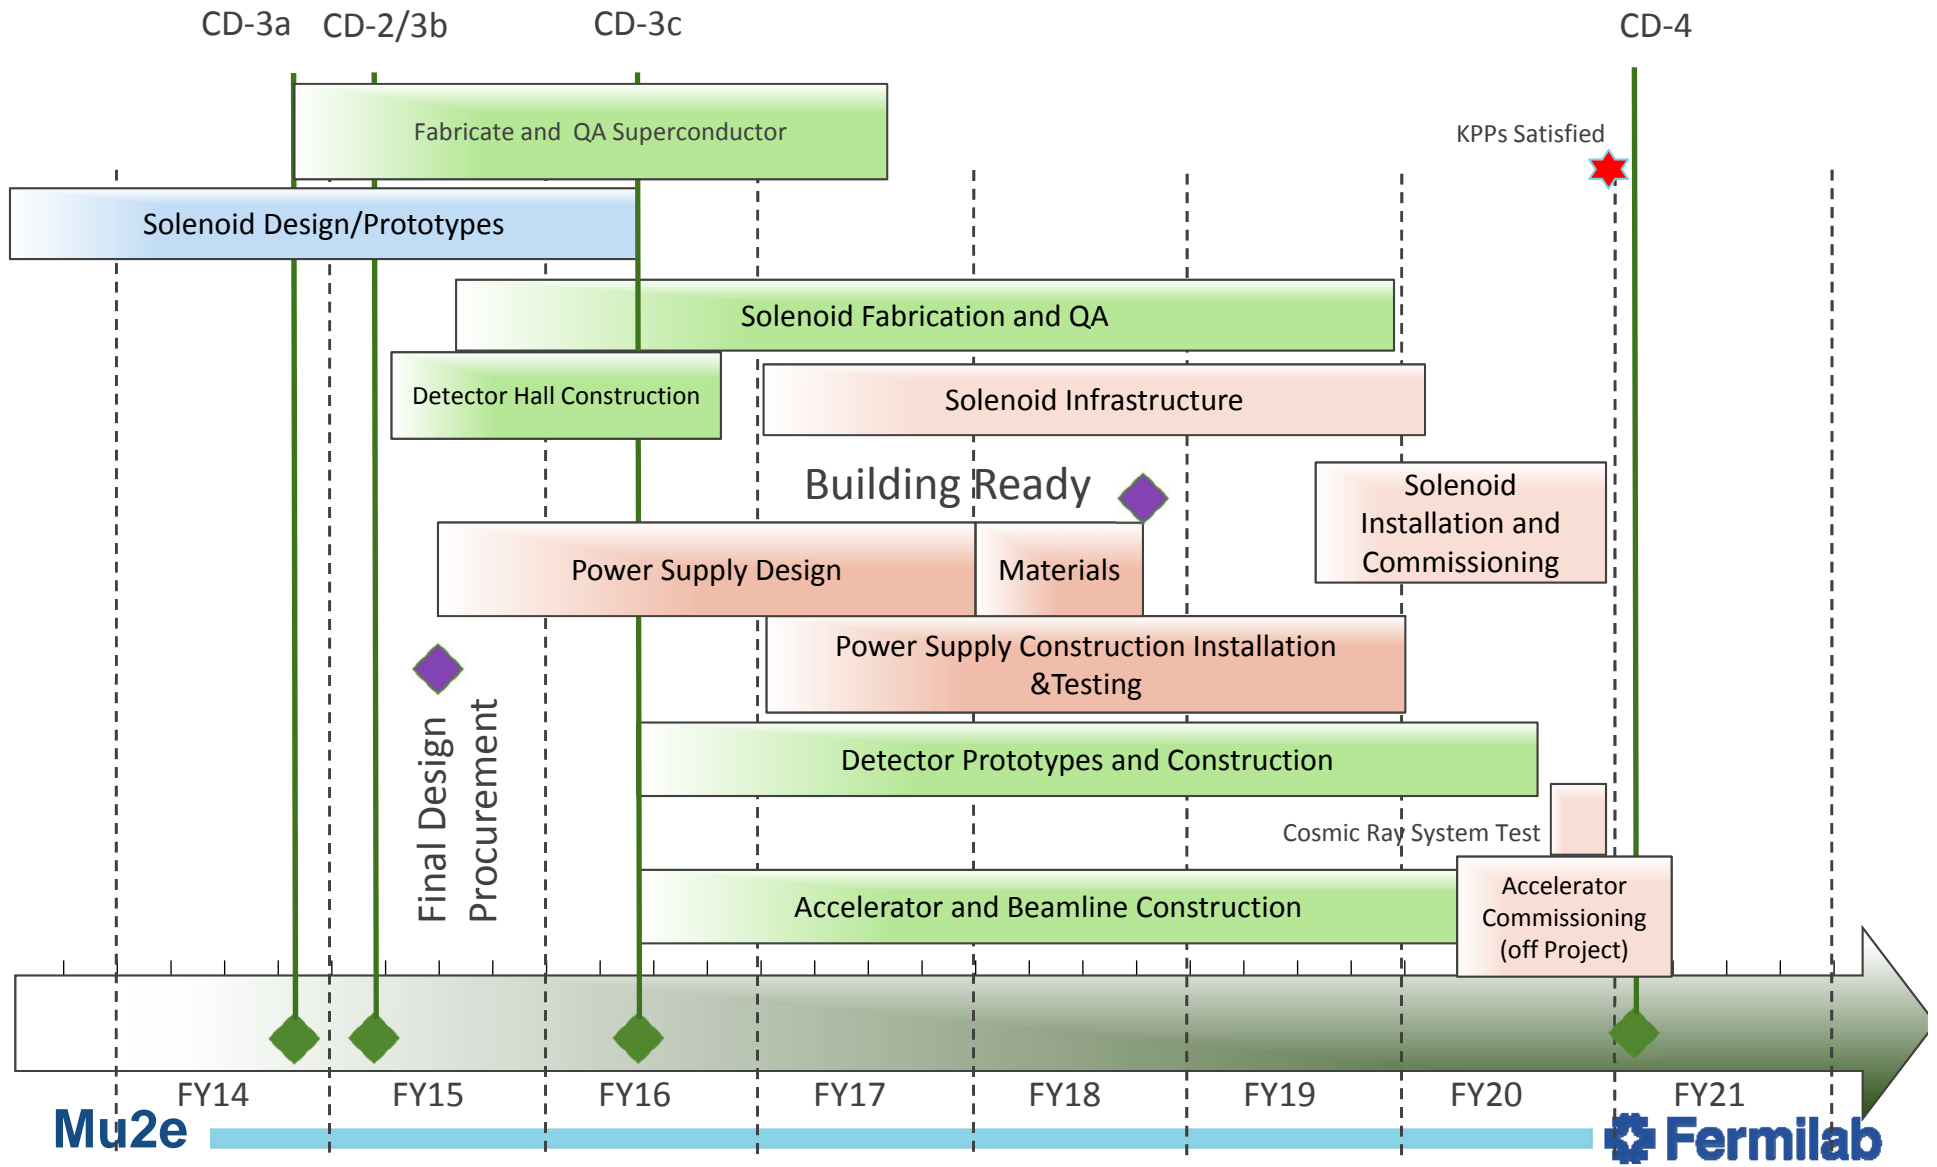 CD-3a
CD-2/3b
CD-3c
CD-4
Fabricate and QA Superconductor
KPPs Satisfied
Solenoid Design/Prototypes
Solenoid Fabrication and QA
Detector Hall Construction
Solenoid Infrastructure
Building Ready
Solenoid
Installation and
Commissioning
Power Supply Design
Materials
Power Supply Construction Installation
&Testing
Final Design
Procurement
Detector Prototypes and Construction
Cosmic Ray System Test
Accelerator and Beamline Construction
Accelerator
Commissioning
(off Project)
FY14
FY15
FY16
FY17
FY18
FY19
FY20
FY21
Mu2e
Fermilab